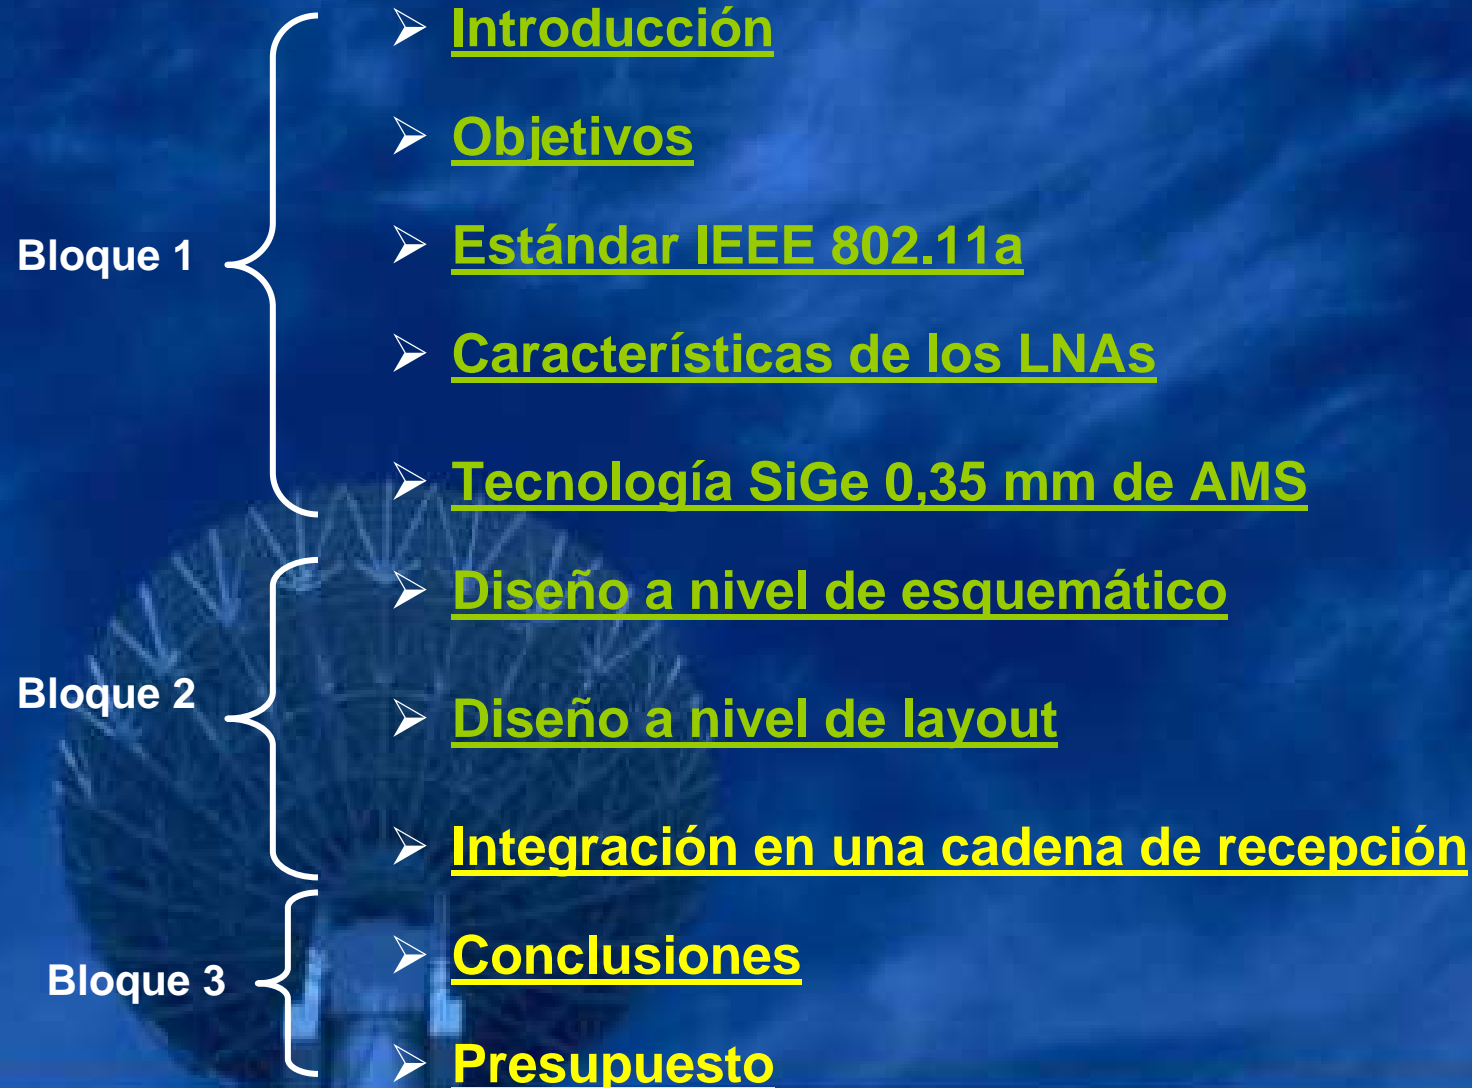 Bloque 1
Introducción
Objetivos
Estándar IEEE 802.11a
Características de los LNAs
Tecnología SiGe 0,35 mm de AMS
Bloque 2
Diseño a nivel de esquemático
Diseño a nivel de layout
Integración en una cadena de recepción
Bloque 3
Conclusiones
Presupuesto